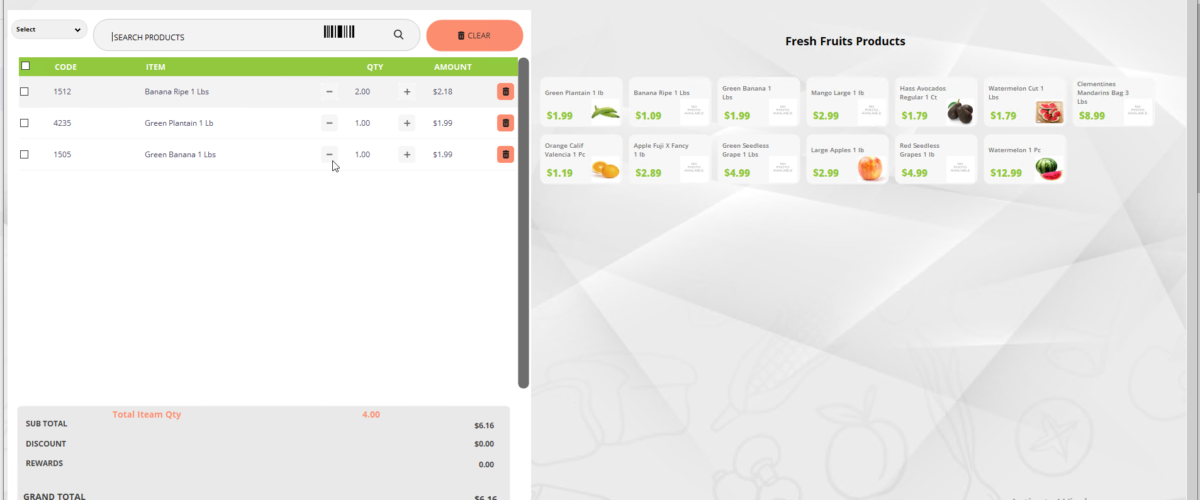 Select
SEARCH PRODUCTS
CLEAR
CODE ITEM QTY AMOUNT
1512 Banana Ripe 1 Lbs − 2.00 + $2.18
4235 Green Plantain 1 Lb − 1.00 + $1.99
1505 Green Banana 1 Lbs − 1.00 + $1.99
Total Iteam Qty 4.00
SUB TOTAL $6.16
DISCOUNT $0.00
REWARDS 0.00
GRAND TOTAL $6.16
Fresh Fruits Products
Green Plantain 1 lb
$1.99
Banana Ripe 1 Lbs
$1.09
NO PHOTO AVAILABLE
Green Banana 1
Lbs
$1.99
NO PHOTO AVAILABLE
Mango Large 1 lb
$2.99
NO PHOTO AVAILABLE
Hass Avocados
Regular 1 Ct
$1.79
Watermelon Cut 1
Lbs
$1.79
Clementines
Mandarins Bag 3
Lbs
$8.99
NO PHOTO AVAILABLE
Orange Calif
Valencia 1 Pc
$1.19
Apple Fuji X Fancy
1 lb
$2.89
NO PHOTO AVAILABLE
Green Seedless
Grape 1 Lbs
$4.99
NO PHOTO AVAILABLE
Large Apples 1 lb
$2.99
Red Seedless
Grapes 1 lb
$4.99
NO PHOTO AVAILABLE
Watermelon 1 Pc
$12.99